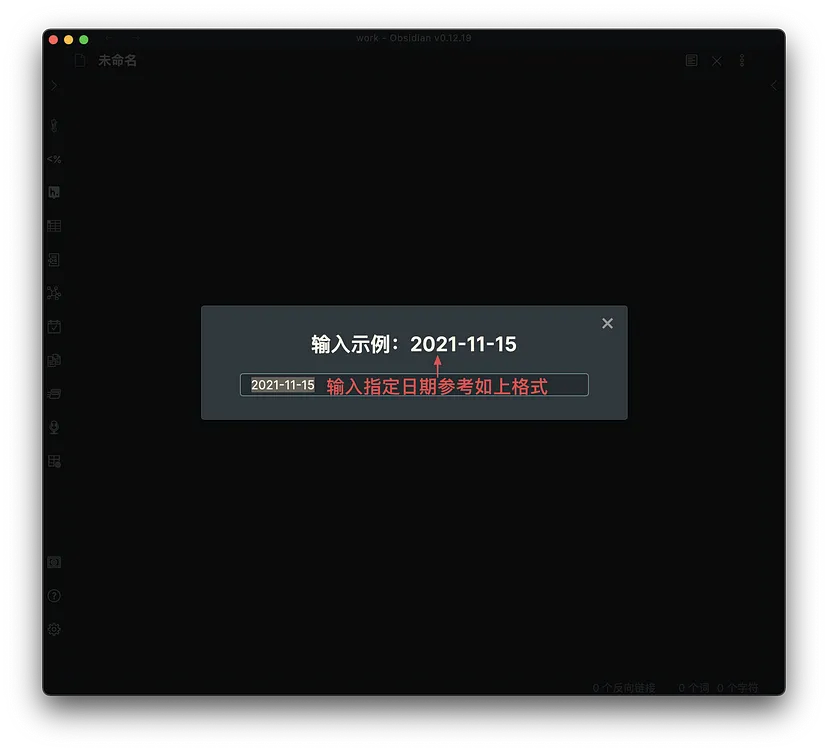 work - Obsidian v0.12.19
未命名
<%
输入示例：2021-11-15
2021-11-15
输入指定日期参考如上格式
0 个反向链接 0 个词 0 个字符